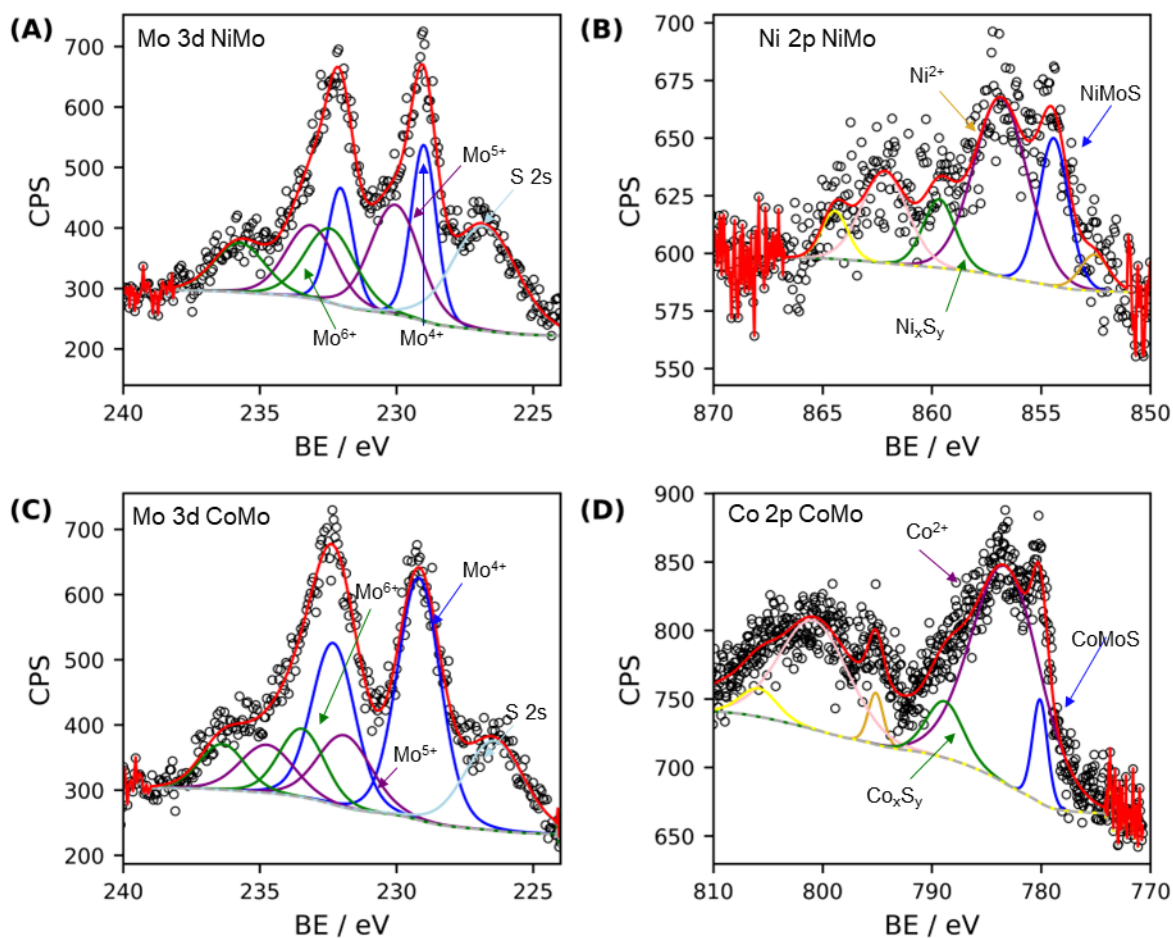 (A)
Mo 3d NiMo
700
600
500
400
300
200
CPS
Mo⁵⁺
S 2s
Mo⁶⁺
Mo⁴⁺
240
235
230
225
BE / eV
(B)
Ni 2p NiMo
700
675
650
625
600
575
550
CPS
Ni²⁺
NiMoS
NiₓSᵧ
870
865
860
855
850
BE / eV
(C)
Mo 3d CoMo
700
600
500
400
300
200
CPS
Mo⁶⁺
Mo⁴⁺
S 2s
Mo⁵⁺
240
235
230
225
BE / eV
(D)
Co 2p CoMo
900
850
800
750
700
650
CPS
Co²⁺
CoMoS
CoₓSᵧ
810
800
790
780
770
BE / eV